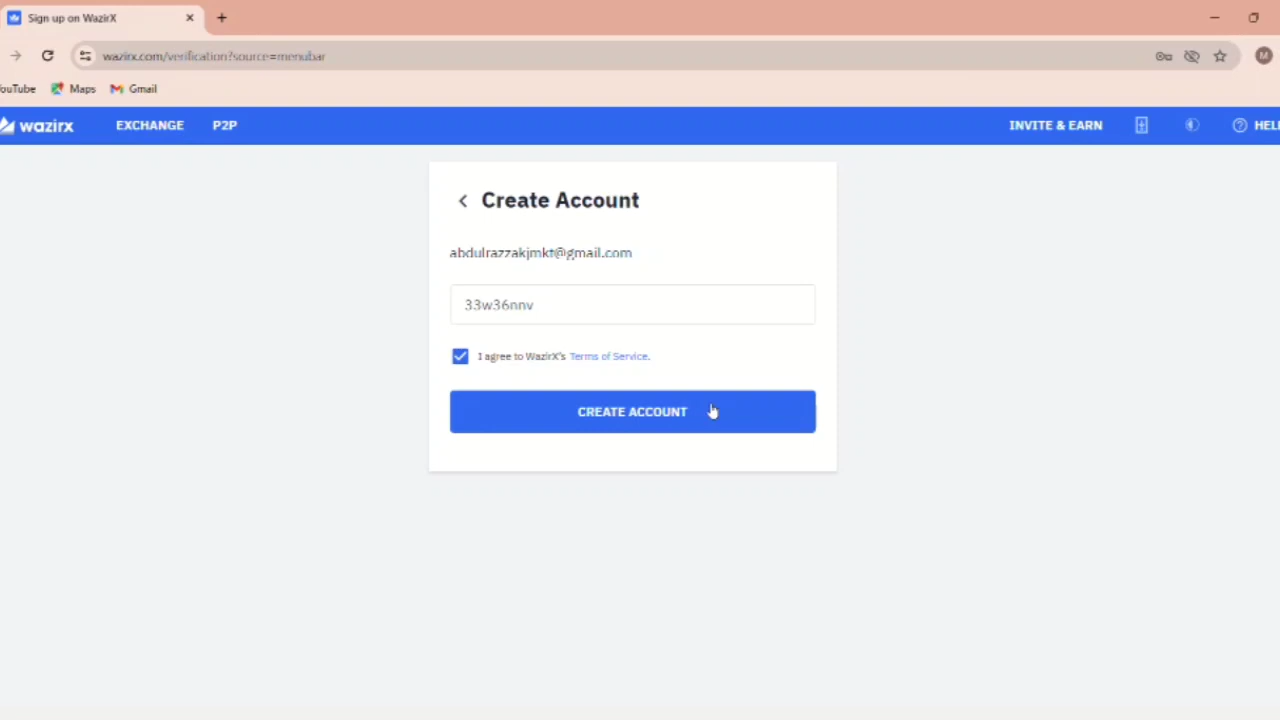 Sign up on WazirX
wazirx.com/verification?source=menubar
ouTube Maps Gmail
wazirx EXCHANGE P2P INVITE & EARN HEL
Create Account
abdulrazzakjmkt@gmail.com
33w36nnv
I agree to WazirX's Terms of Service.
CREATE ACCOUNT